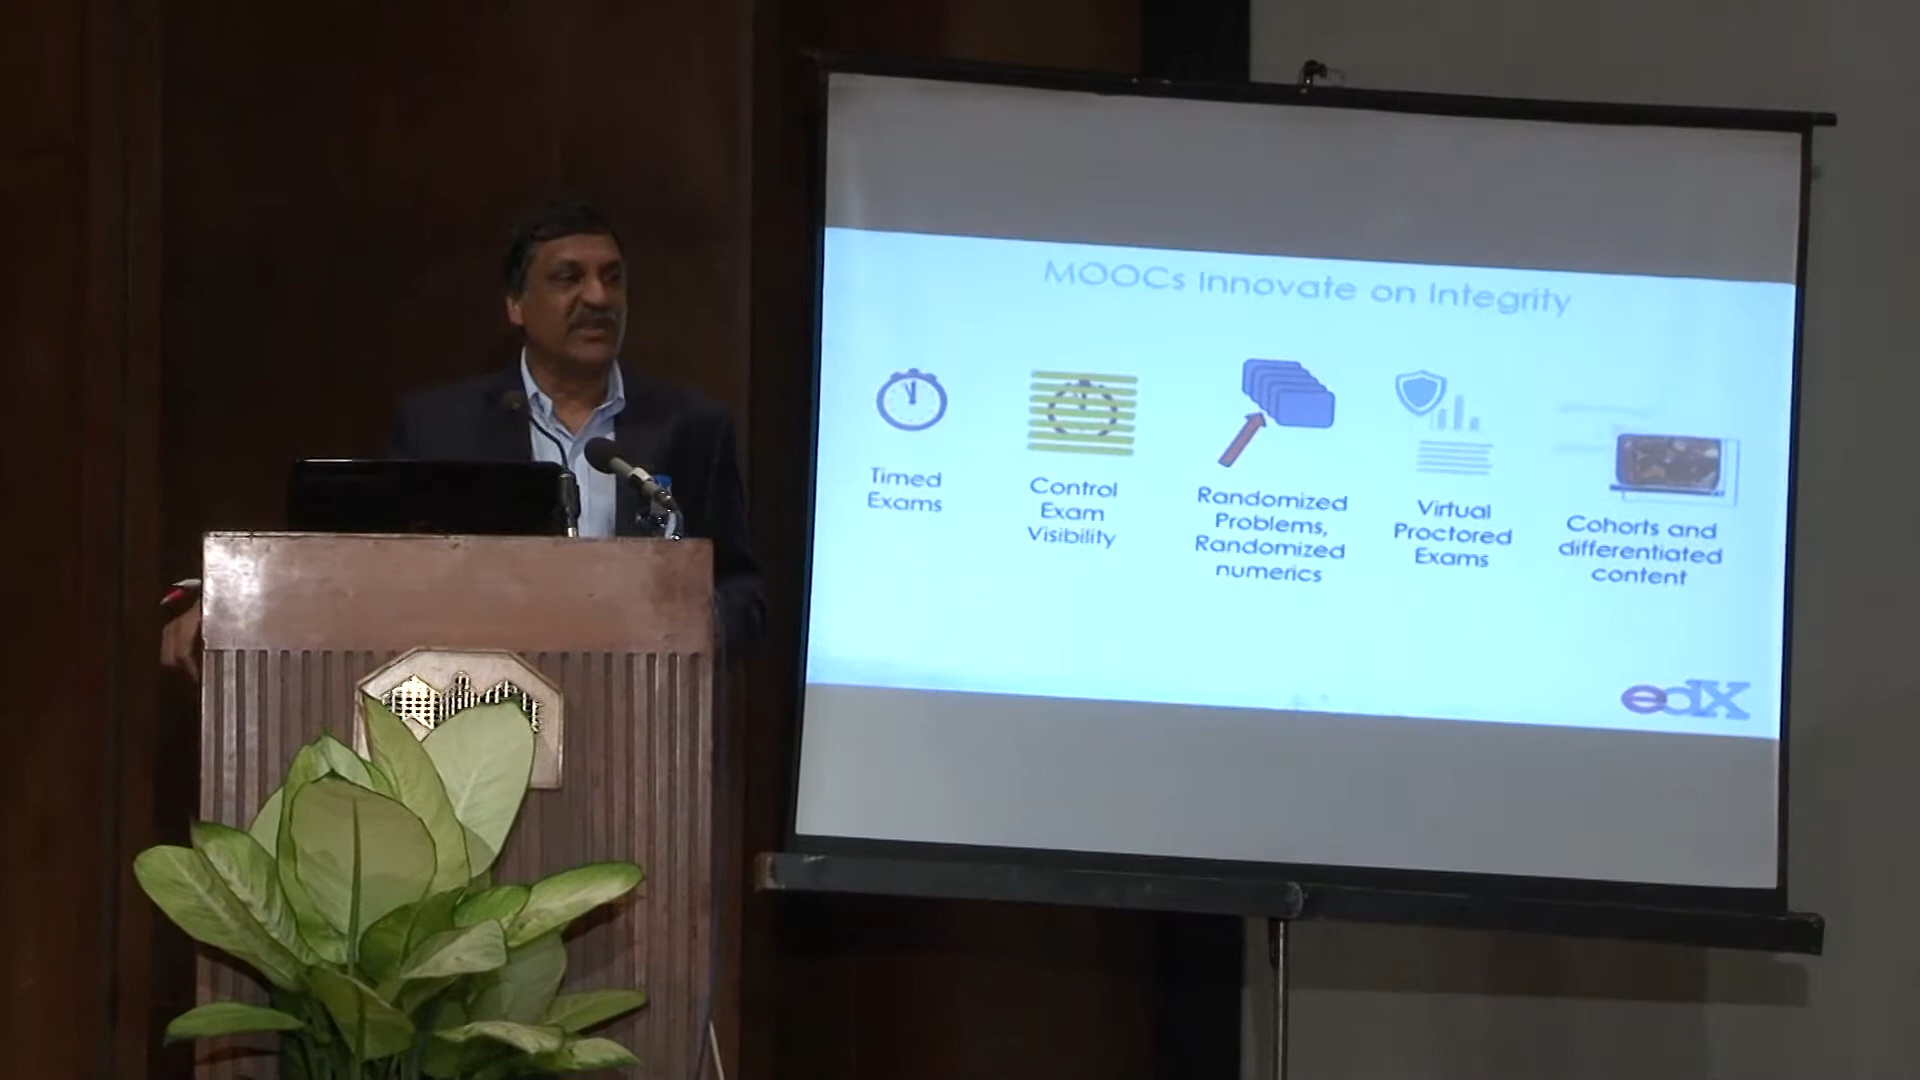 MOOCs Innovate on Integrity
Timed
Exams
Control
Exam
Visibility
Randomized
Problems,
Randomized
numerics
Virtual
Proctored
Exams
Cohorts and
differentiated
content
edX